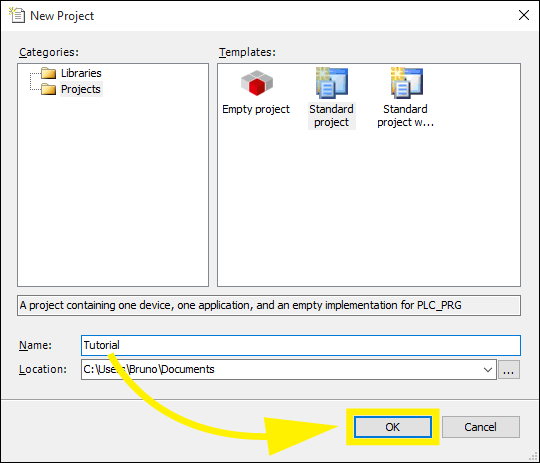 New Project
Categories:
Templates:
Libraries
Projects
Empty project
Standard
project
Standard
project w...
A project containing one device, one application, and an empty implementation for PLC_PRG
Name:
Tutorial
Location:
C:\Users\Bruno\Documents
...
OK
Cancel